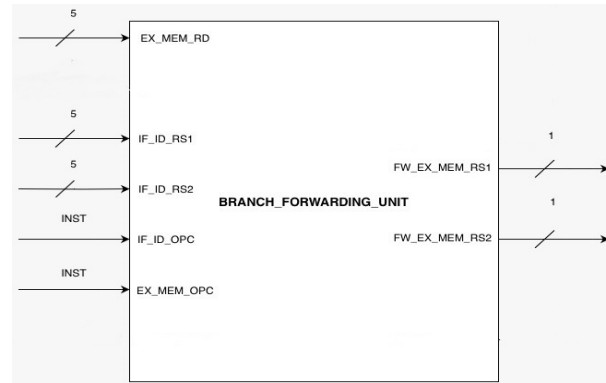 5
EX_MEM_RD
5
IF_ID_RS1
1
5
FW_EX_MEM_RS1
IF_ID_RS2
BRANCH_FORWARDING_UNIT
1
INST
IF_ID_OPC
FW_EX_MEM_RS2
INST
EX_MEM_OPC